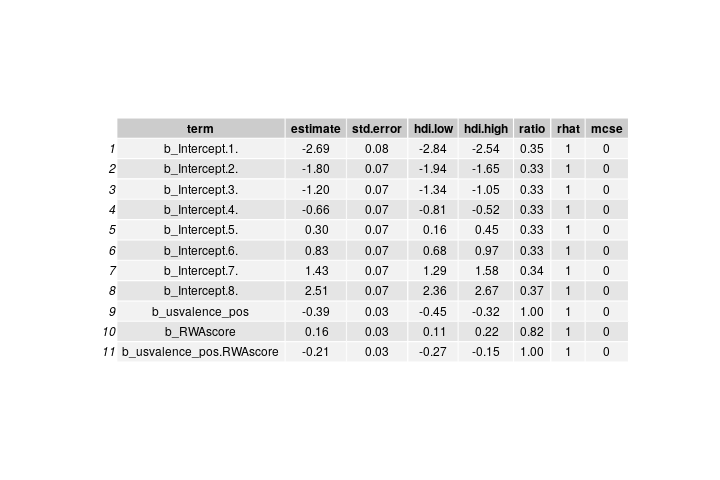 term estimate std.error hdi.low hdi.high ratio rhat mcse
1 b_Intercept.1. -2.69 0.08 -2.84 -2.54 0.35 1 0
2 b_Intercept.2. -1.80 0.07 -1.94 -1.65 0.33 1 0
3 b_Intercept.3. -1.20 0.07 -1.34 -1.05 0.33 1 0
4 b_Intercept.4. -0.66 0.07 -0.81 -0.52 0.33 1 0
5 b_Intercept.5. 0.30 0.07 0.16 0.45 0.33 1 0
6 b_Intercept.6. 0.83 0.07 0.68 0.97 0.33 1 0
7 b_Intercept.7. 1.43 0.07 1.29 1.58 0.34 1 0
8 b_Intercept.8. 2.51 0.07 2.36 2.67 0.37 1 0
9 b_usvalence_pos -0.39 0.03 -0.45 -0.32 1.00 1 0
10 b_RWAscore 0.16 0.03 0.11 0.22 0.82 1 0
11 b_usvalence_pos.RWAscore -0.21 0.03 -0.27 -0.15 1.00 1 0